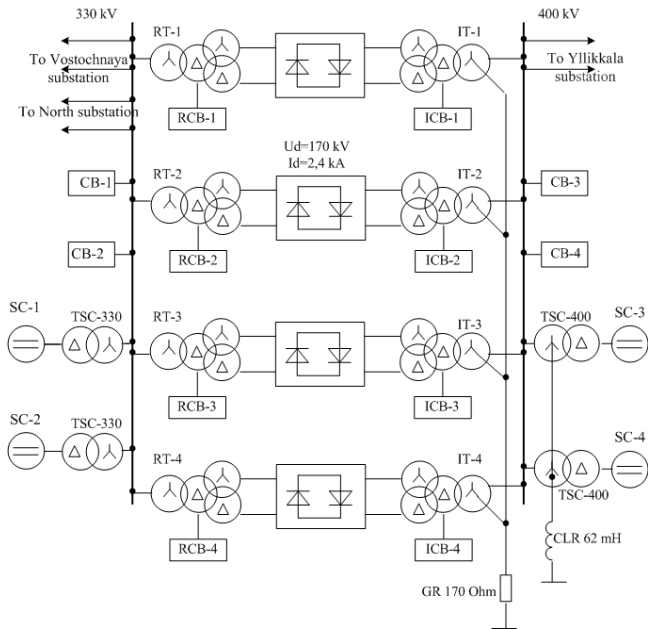 330 kV
400 kV
RT-1
IT-1
To Vostochnaya
substation
To Yllikkala
substation
To North substation
RCB-1
ICB-1
Ud=170 kV
Id=2,4 kA
CB-1
RT-2
IT-2
CB-3
CB-2
RCB-2
ICB-2
CB-4
SC-1
TSC-330
RT-3
IT-3
TSC-400
SC-3
RCB-3
ICB-3
SC-2
TSC-330
RT-4
IT-4
SC-4
TSC-400
RCB-4
ICB-4
CLR 62 mH
GR 170 Ohm